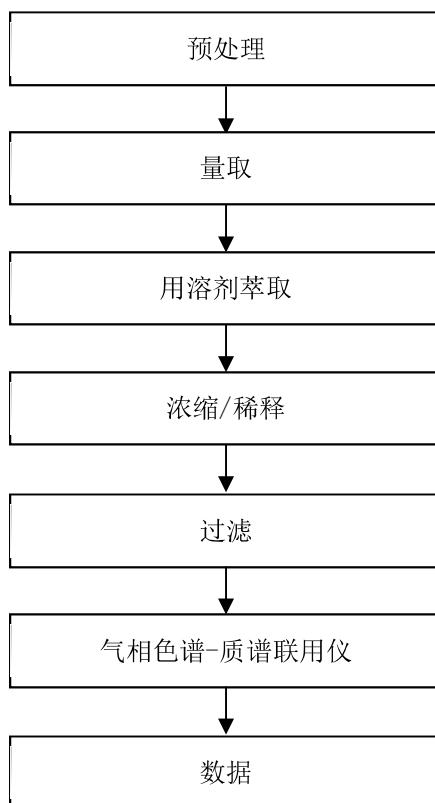 预处理
量取
用溶剂萃取
浓缩/稀释
过滤
气相色谱-质谱联用仪
数据